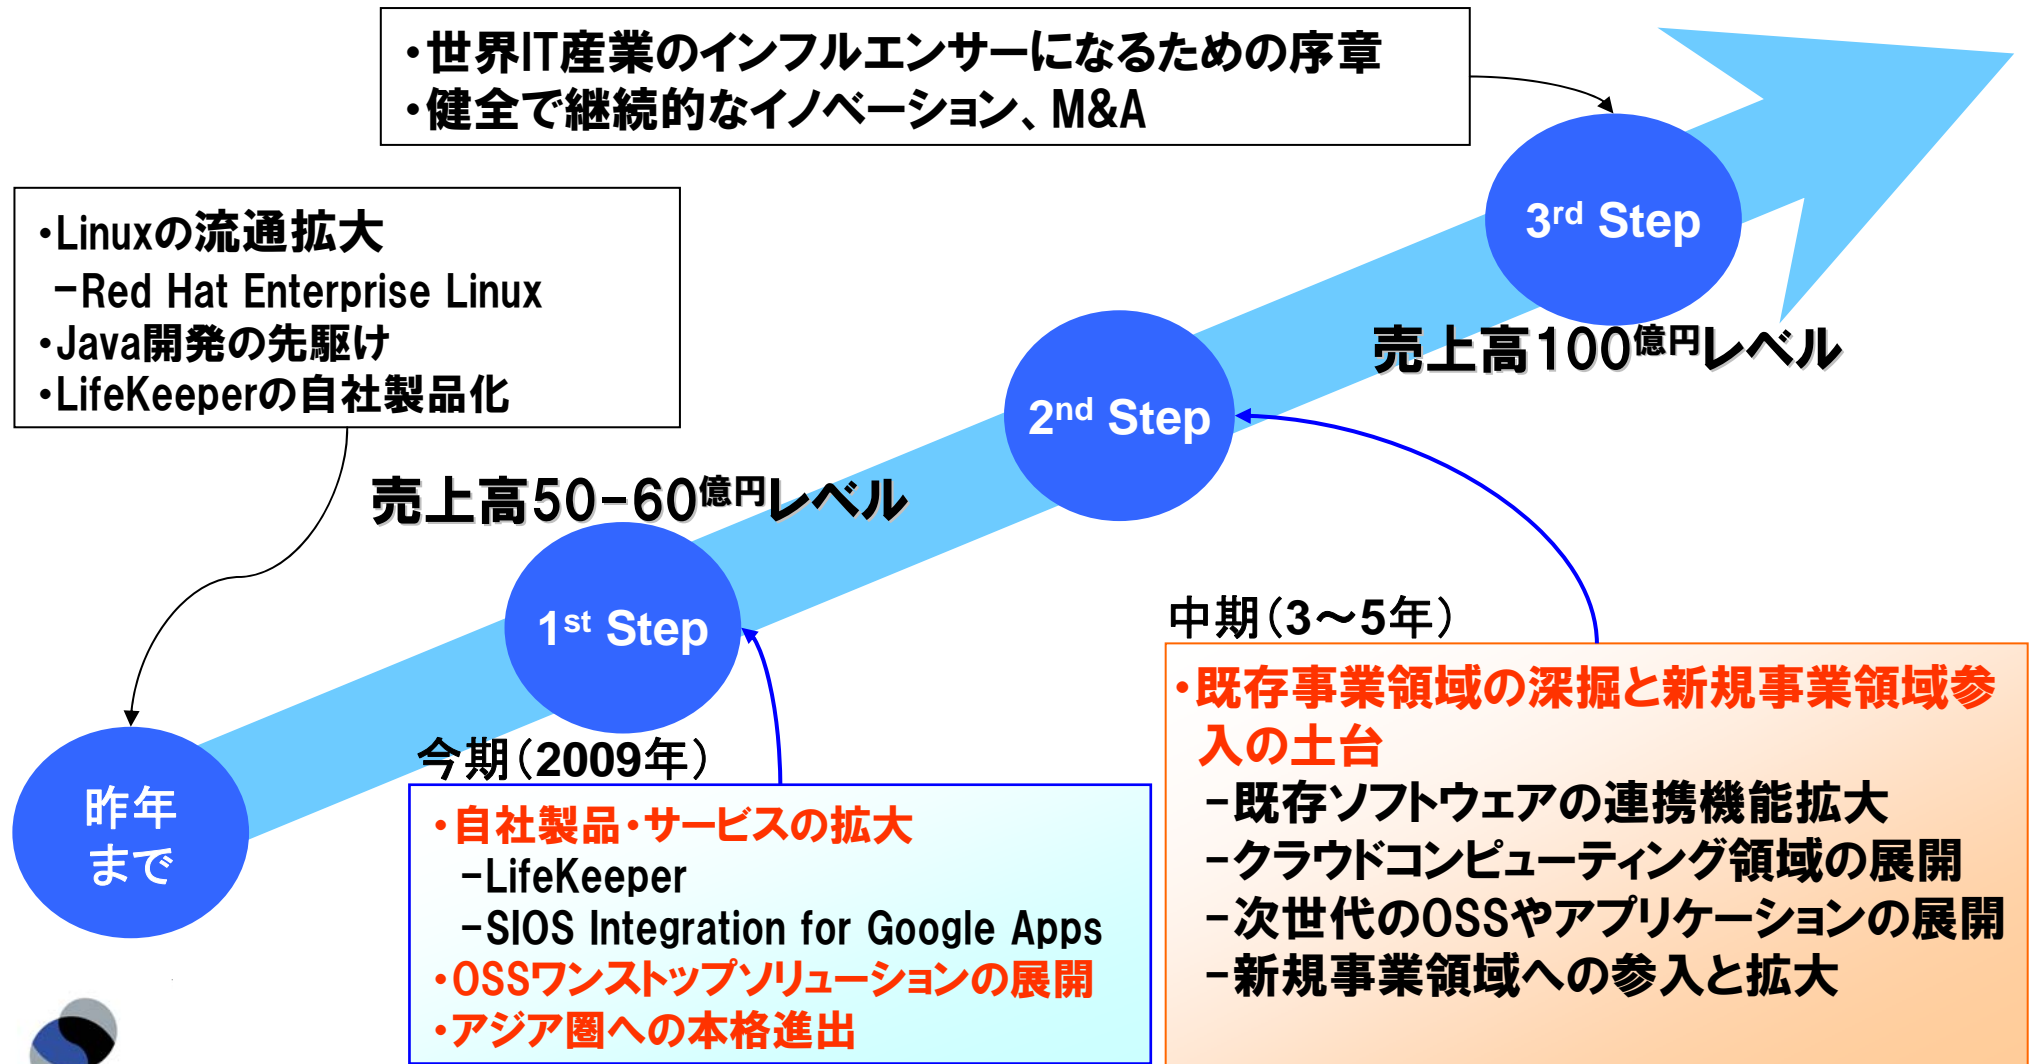 ・世界IT産業のインフルエンサーになるための序章
・健全で継続的なイノベーション、M&A
・Linuxの流通拡大
－Red Hat Enterprise Linux
・Java開発の先駆け
・LifeKeeperの自社製品化
3rd Step
売上高100億円レベル
2nd Step
売上高50－60億円レベル
1st Step
昨年
まで
今期（2009年）
・自社製品・サービスの拡大
－LifeKeeper
－SIOS Integration for Google Apps
・OSSワンストップソリューションの展開
・アジア圏への本格進出
中期（3～5年）
・既存事業領域の深掘と新規事業領域参
入の土台
－既存ソフトウェアの連携機能拡大
－クラウドコンピューティング領域の展開
－次世代のOSSやアプリケーションの展開
－新規事業領域への参入と拡大